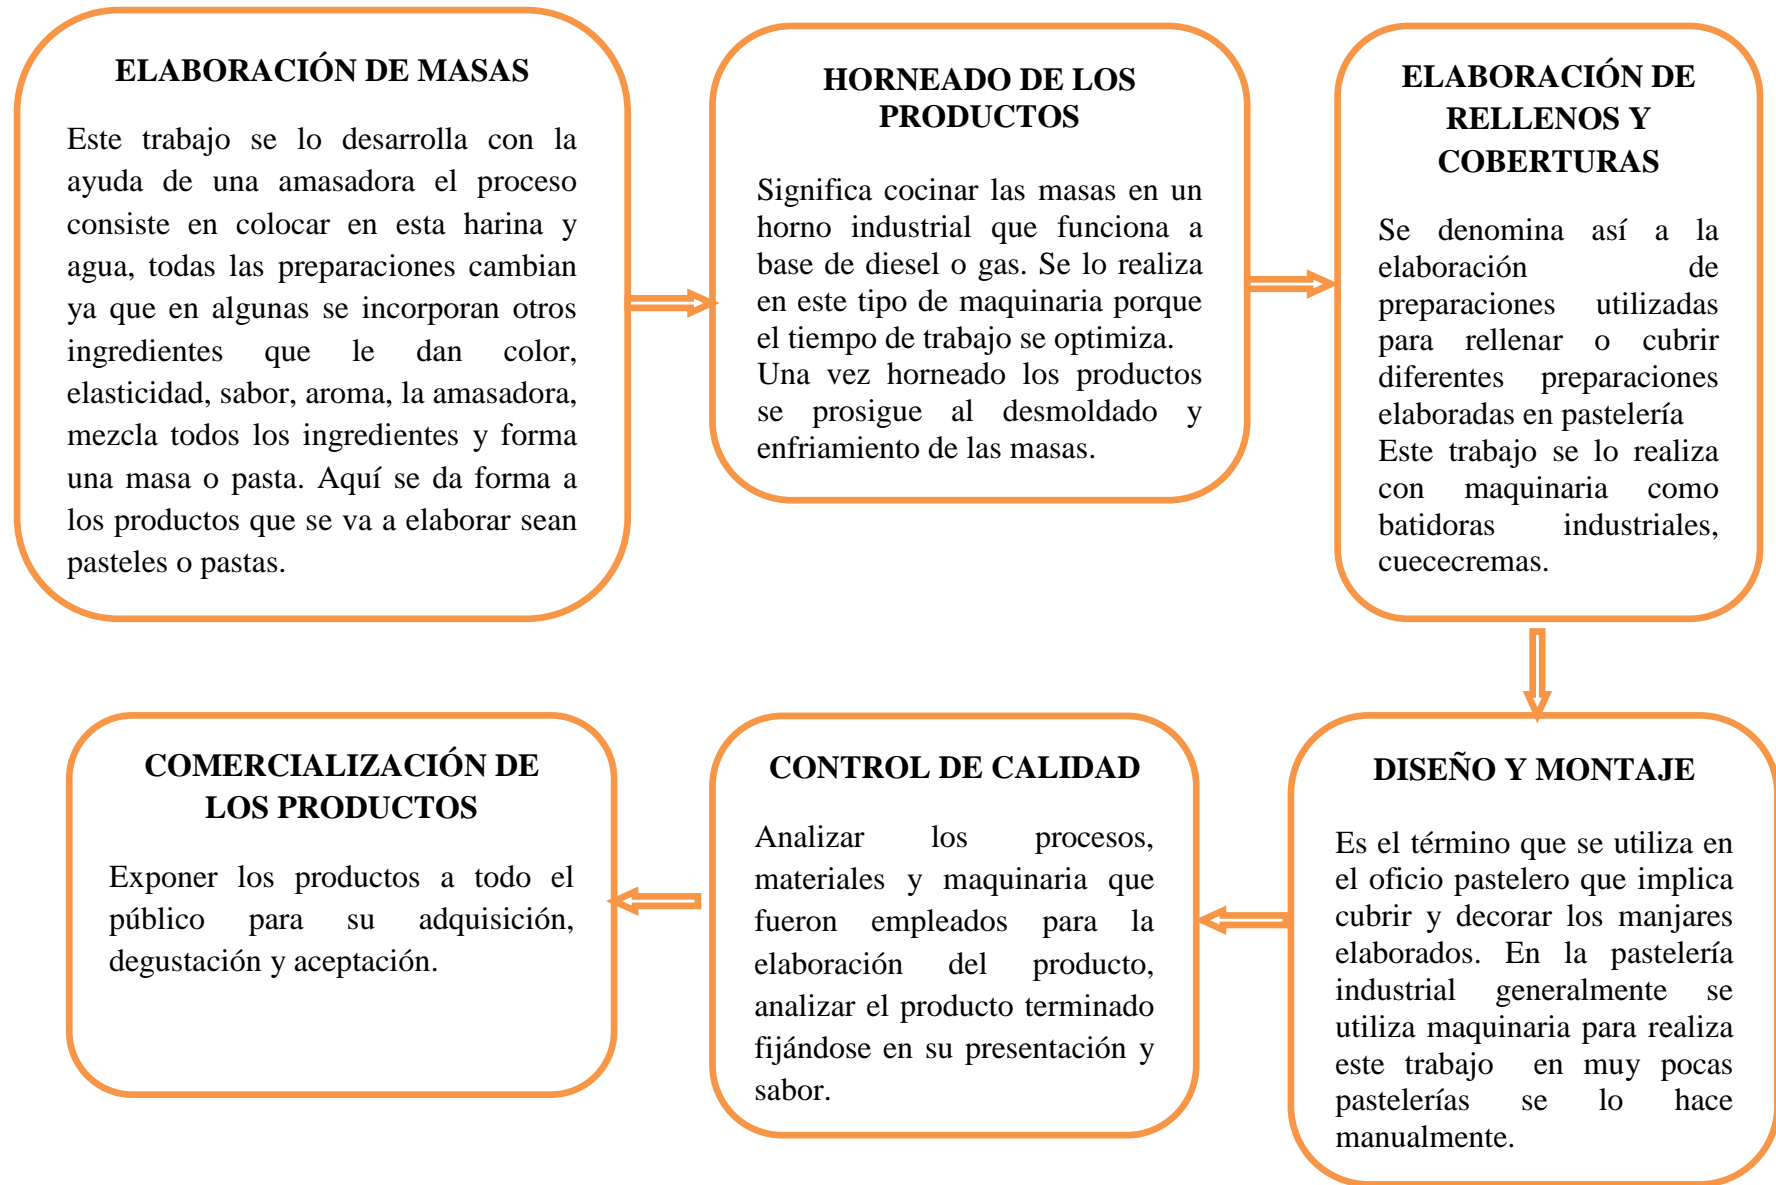 ELABORACIÓN DE MASAS
Este trabajo se lo desarrolla con la
ayuda de una amasadora el proceso
consiste en colocar en esta harina y
agua, todas las preparaciones cambian
ya que en algunas se incorporan otros
ingredientes que le dan color,
elasticidad, sabor, aroma, la amasadora,
mezcla todos los ingredientes y forma
una masa o pasta. Aquí se da forma a
los productos que se va a elaborar sean
pasteles o pastas.
HORNEADO DE LOS
PRODUCTOS
Significa cocinar las masas en un
horno industrial que funciona a
base de diesel o gas. Se lo realiza
en este tipo de maquinaria porque
el tiempo de trabajo se optimiza.
Una vez horneado los productos
se prosigue al desmoldado y
enfriamiento de las masas.
ELABORACIÓN DE
RELLENOS Y
COBERTURAS
Se denomina así a la
elaboración de
preparaciones utilizadas
para rellenar o cubrir
diferentes preparaciones
elaboradas en pastelería
Este trabajo se lo realiza
con maquinaria como
batidoras industriales,
cuececremas.
DISEÑO Y MONTAJE
Es el término que se utiliza en
el oficio pastelero que implica
cubrir y decorar los manjares
elaborados. En la pastelería
industrial generalmente se
utiliza maquinaria para realiza
este trabajo en muy pocas
pastelerías se lo hace
manualmente.
CONTROL DE CALIDAD
Analizar los procesos,
materiales y maquinaria que
fueron empleados para la
elaboración del producto,
analizar el producto terminado
fijándose en su presentación y
sabor.
COMERCIALIZACIÓN DE
LOS PRODUCTOS
Exponer los productos a todo el
público para su adquisición,
degustación y aceptación.